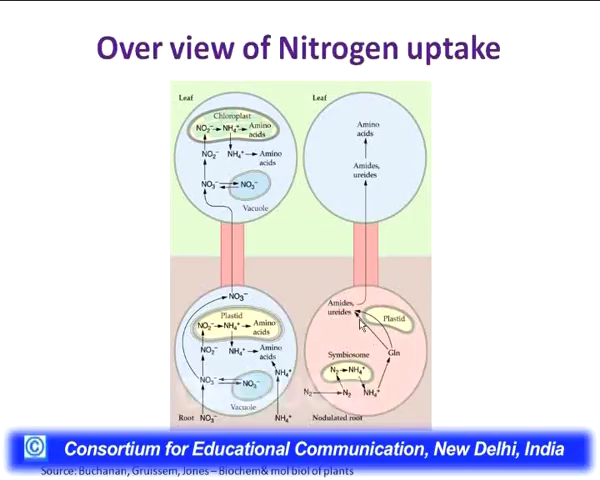 Over view of Nitrogen uptake
Leaf
Chloroplast
NO₂⁻ NH₄⁺ Amino
acids
NO₂⁻ NH₄⁺ Amino
acids
NO₃⁻ NO₃⁻
Vacuole
Leaf
Amino
acids
Amides,
ureides
NO₃⁻
Plastid
NO₂⁻ NH₄⁺ Amino
acids
NO₂⁻ NH₄⁺ Amino
acids
NH₄⁺
NO₃⁻ NO₃⁻
Vacuole
Root NO₃⁻ NH₄⁺
Amides,
ureides
Plastid
Symbiosome Gln
N₂ NH₄⁺
N₂ N₂ NH₄⁺
Nodulated root
© Consortium for Educational Communication, New Delhi, India
Source: Buchanan, Gruissem, Jones – Biochem& mol biol of plants